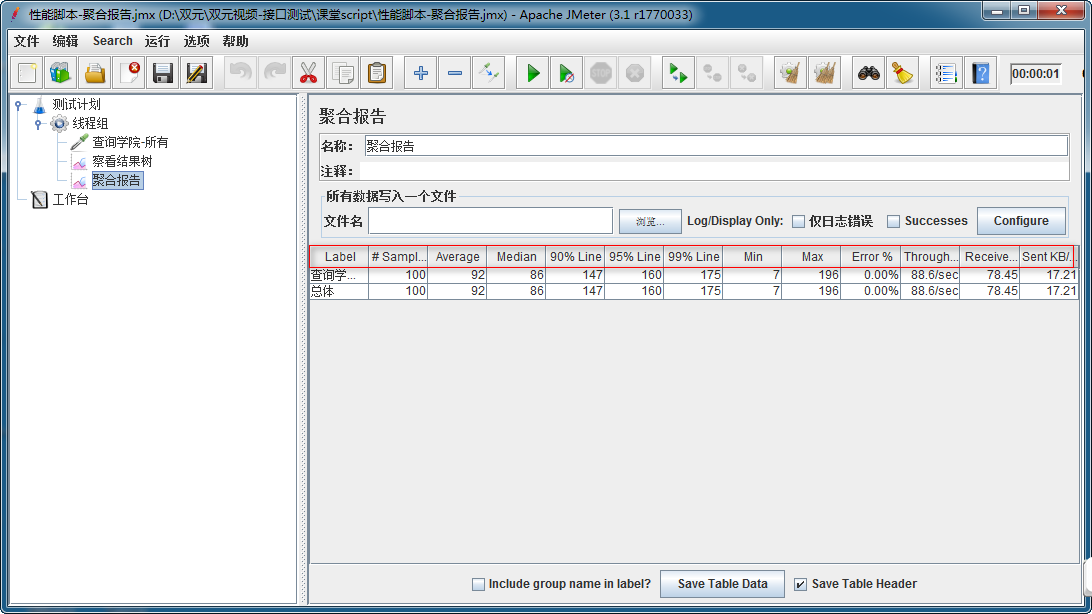 性能脚本-聚合报告.jmx (D:\双元\双元视频-接口测试\课堂script\性能脚本-聚合报告.jmx) - Apache JMeter (3.1 r1770033)
文件 编辑 Search 运行 选项 帮助
STOP 00:00:01
测试计划
线程组
查询学院-所有
察看结果树
聚合报告
工作台
聚合报告
名称： 聚合报告
注释：
所有数据写入一个文件
文件名 浏览... Log/Display Only: 仅日志错误 Successes Configure
Label # Sampl... Average Median 90% Line 95% Line 99% Line Min Max Error % Through... Receive... Sent KB/...
查询学... 100 92 86 147 160 175 7 196 0.00% 88.6/sec 78.45 17.21
总体 100 92 86 147 160 175 7 196 0.00% 88.6/sec 78.45 17.21
Include group name in label? Save Table Data Save Table Header